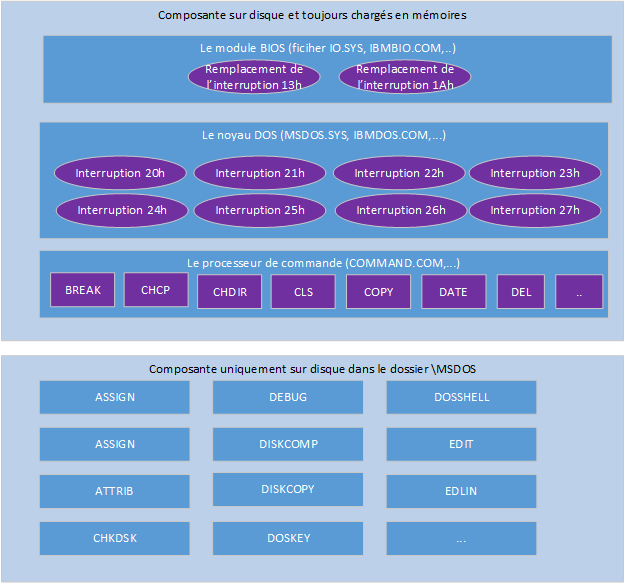 Composante sur disque et toujours chargés en mémoires
Le module BIOS (ficiher IO.SYS, IBMBIO.COM,..)
Remplacement de
l'interruption 13h
Remplacement de
l'interruption 1Ah
Le noyau DOS (MSDOS.SYS, IBMDOS.COM,...)
Interruption 20h
Interruption 21h
Interruption 22h
Interruption 23h
Interruption 24h
Interruption 25h
Interruption 26h
Interruption 27h
Le processeur de commande (COMMAND.COM,...)
BREAK
CHCP
CHDIR
CLS
COPY
DATE
DEL
..
Composante uniquement sur disque dans le dossier \MSDOS
ASSIGN
DEBUG
DOSSHELL
ASSIGN
DISKCOMP
EDIT
ATTRIB
DISKCOPY
EDLIN
CHKDSK
DOSKEY
...